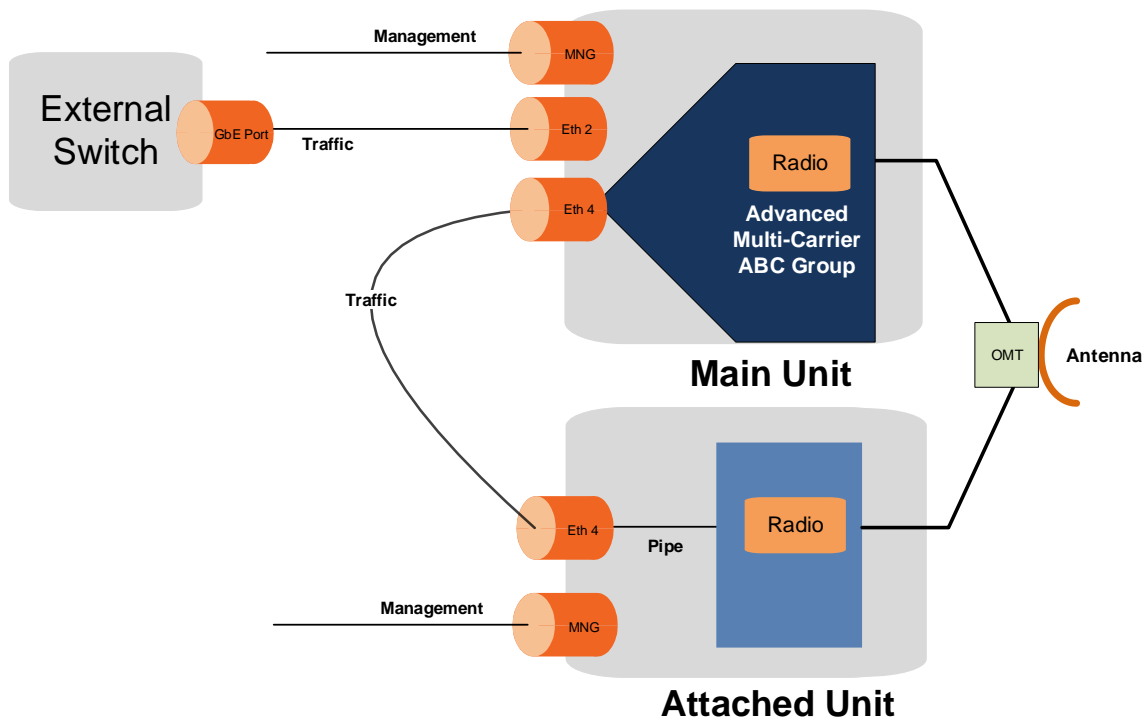 Management
MNG
External
Switch
GbE Port
Traffic
Eth 2
Eth 4
Radio
Advanced
Multi-Carrier
ABC Group
Traffic
Main Unit
OMT
Antenna
Eth 4
Pipe
Radio
Management
MNG
Attached Unit